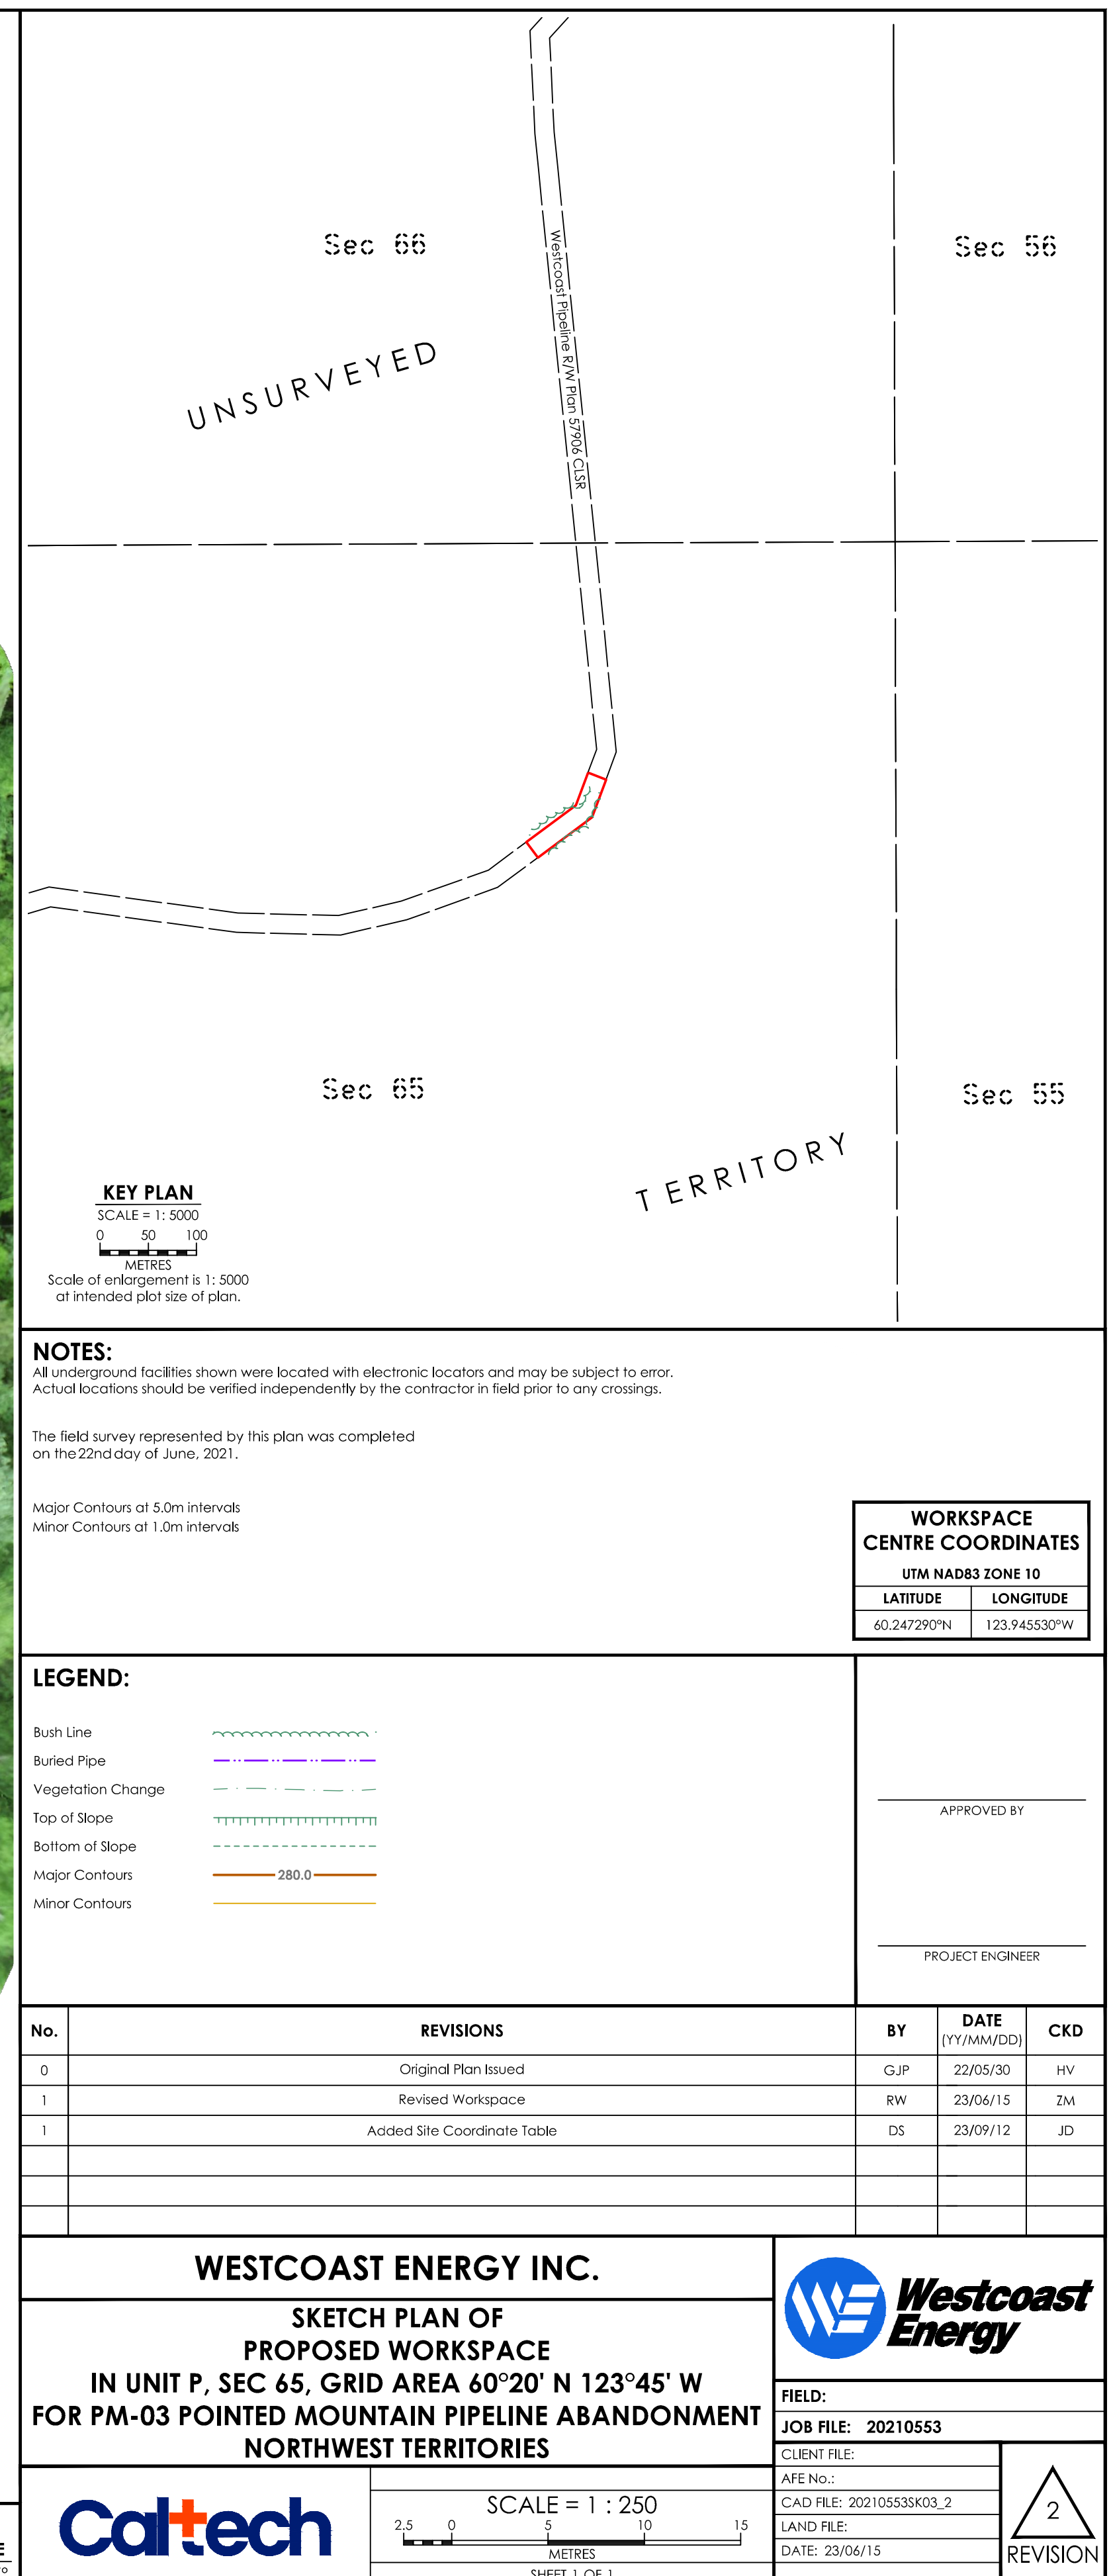 Sec 66
Sec 56
UNSURVEYED
Westcoast Pipeline R/W Plan 57906 CLSR
Sec 65
Sec 55
TERRITORY
KEY PLAN
SCALE = 1: 5000
0 50 100
METRES
Scale of enlargement is 1: 5000
at intended plot size of plan.
NOTES:
All underground facilities shown were located with electronic locators and may be subject to error.
Actual locations should be verified independently by the contractor in field prior to any crossings.
The field survey represented by this plan was completed
on the 22nd day of June, 2021.
Major Contours at 5.0m intervals
Minor Contours at 1.0m intervals
WORKSPACE
CENTRE COORDINATES
UTM NAD83 ZONE 10
LATITUDE LONGITUDE
60.247290°N 123.945530°W
LEGEND:
Bush Line
Buried Pipe
Vegetation Change
Top of Slope
Bottom of Slope
Major Contours 280.0
Minor Contours
APPROVED BY
PROJECT ENGINEER
No. REVISIONS BY DATE (YY/MM/DD) CKD
0 Original Plan Issued GJP 22/05/30 HV
1 Revised Workspace RW 23/06/15 ZM
1 Added Site Coordinate Table DS 23/09/12 JD
WESTCOAST ENERGY INC.
SKETCH PLAN OF
PROPOSED WORKSPACE
IN UNIT P, SEC 65, GRID AREA 60°20' N 123°45' W
FOR PM-03 POINTED MOUNTAIN PIPELINE ABANDONMENT
NORTHWEST TERRITORIES
Westcoast
Energy
FIELD:
JOB FILE: 20210553
CLIENT FILE:
AFE No.:
CAD FILE: 20210553SK03_2
LAND FILE:
DATE: 23/06/15
2
REVISION
Caltech
SCALE = 1 : 250
2.5 0 5 10 15
METRES
SHEET 1 OF 1